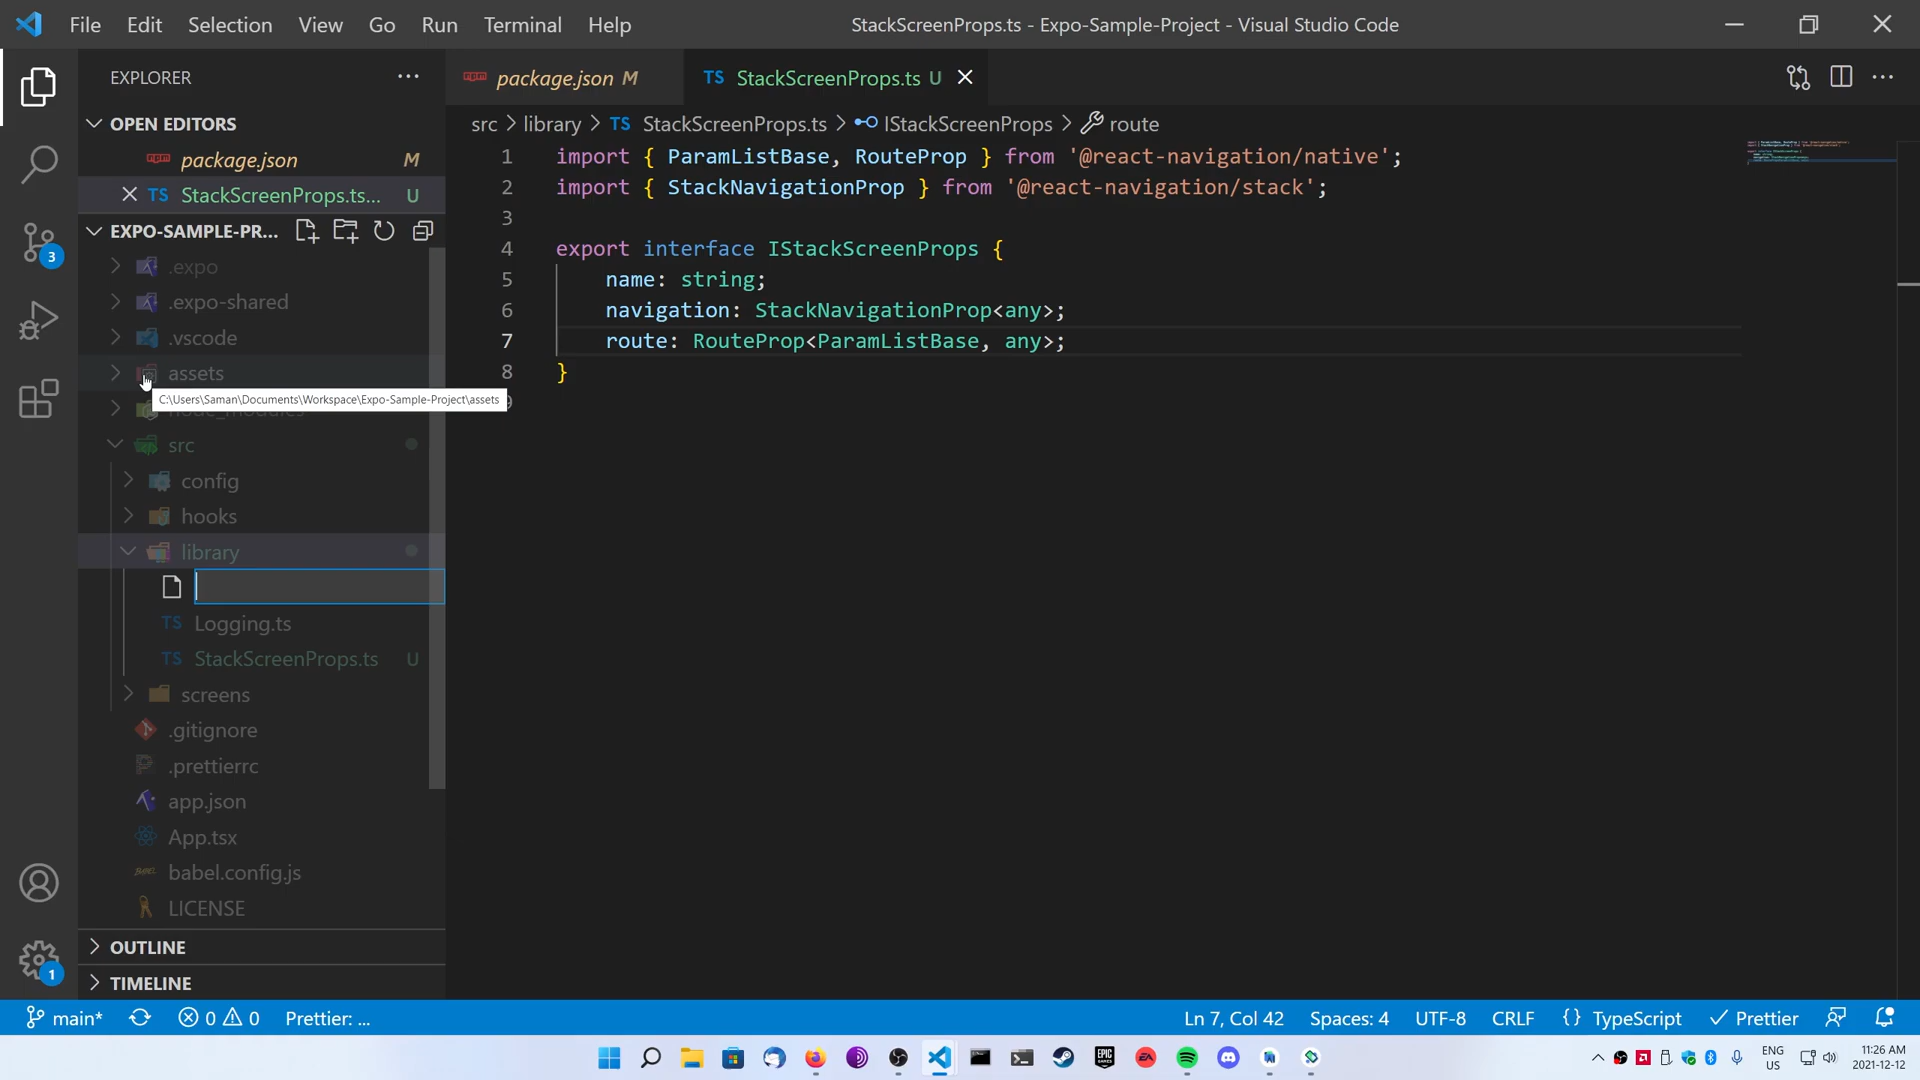 File Edit Selection View Go Run Terminal Help StackScreenProps.ts - Expo-Sample-Project - Visual Studio Code
EXPLORER
package.json M
TS StackScreenProps.ts U
OPEN EDITORS
package.json M
TS StackScreenProps.ts... U
EXPO-SAMPLE-PR...
.expo
.expo-shared
.vscode
assets
C:\Users\Saman\Documents\Workspace\Expo-Sample-Project\assets
node_modules
src
config
hooks
library
TS Logging.ts
TS StackScreenProps.ts U
screens
.gitignore
.prettierrc
app.json
App.tsx
babel.config.js
LICENSE
OUTLINE
TIMELINE
3
1
src > library > TS StackScreenProps.ts > IStackScreenProps > route
1 import { ParamListBase, RouteProp } from '@react-navigation/native';
2 import { StackNavigationProp } from '@react-navigation/stack';
3
4 export interface IStackScreenProps {
5 name: string;
6 navigation: StackNavigationProp<any>;
7 route: RouteProp<ParamListBase, any>;
8 }
9
main* 0 0 Prettier: ... Ln 7, Col 42 Spaces: 4 UTF-8 CRLF {} TypeScript Prettier
ENG
US
11:26 AM
2021-12-12